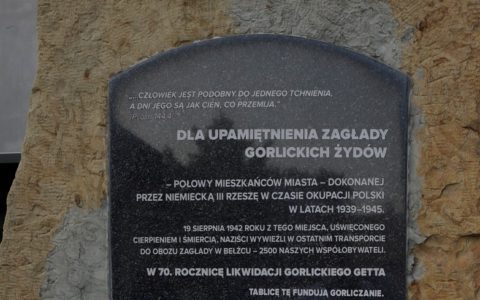 „...CZŁOWIEK JEST PODOBNY DO JEDNEGO TCHNIENIA,
A DNI JEGO SĄ JAK CIEŃ, CO PRZEMIJA.”
144,4
DLA UPAMIĘTNIENIA ZAGŁADY
GORLICKICH ŻYDÓW
– POŁOWY MIESZKAŃCÓW MIASTA – DOKONANEJ
PRZEZ NIEMIECKĄ III RZESZĘ W CZASIE OKUPACJI POLSKI
W LATACH 1939–1945.
19 SIERPNIA 1942 ROKU Z TEGO MIEJSCA, UŚWIĘCONEGO
CIERPIENIEM I ŚMIERCIĄ, NAZIŚCI WYWIEŹLI W OSTATNIM TRANSPORCIE
DO OBOZU ZAGŁADY W BEŁŻCU – 2500 NASZYCH WSPÓŁOBYWATELI.
W 70. ROCZNICĘ LIKWIDACJI GORLICKIEGO GETTA
TABLICĘ TĘ FUNDUJĄ GORLICZANIE.